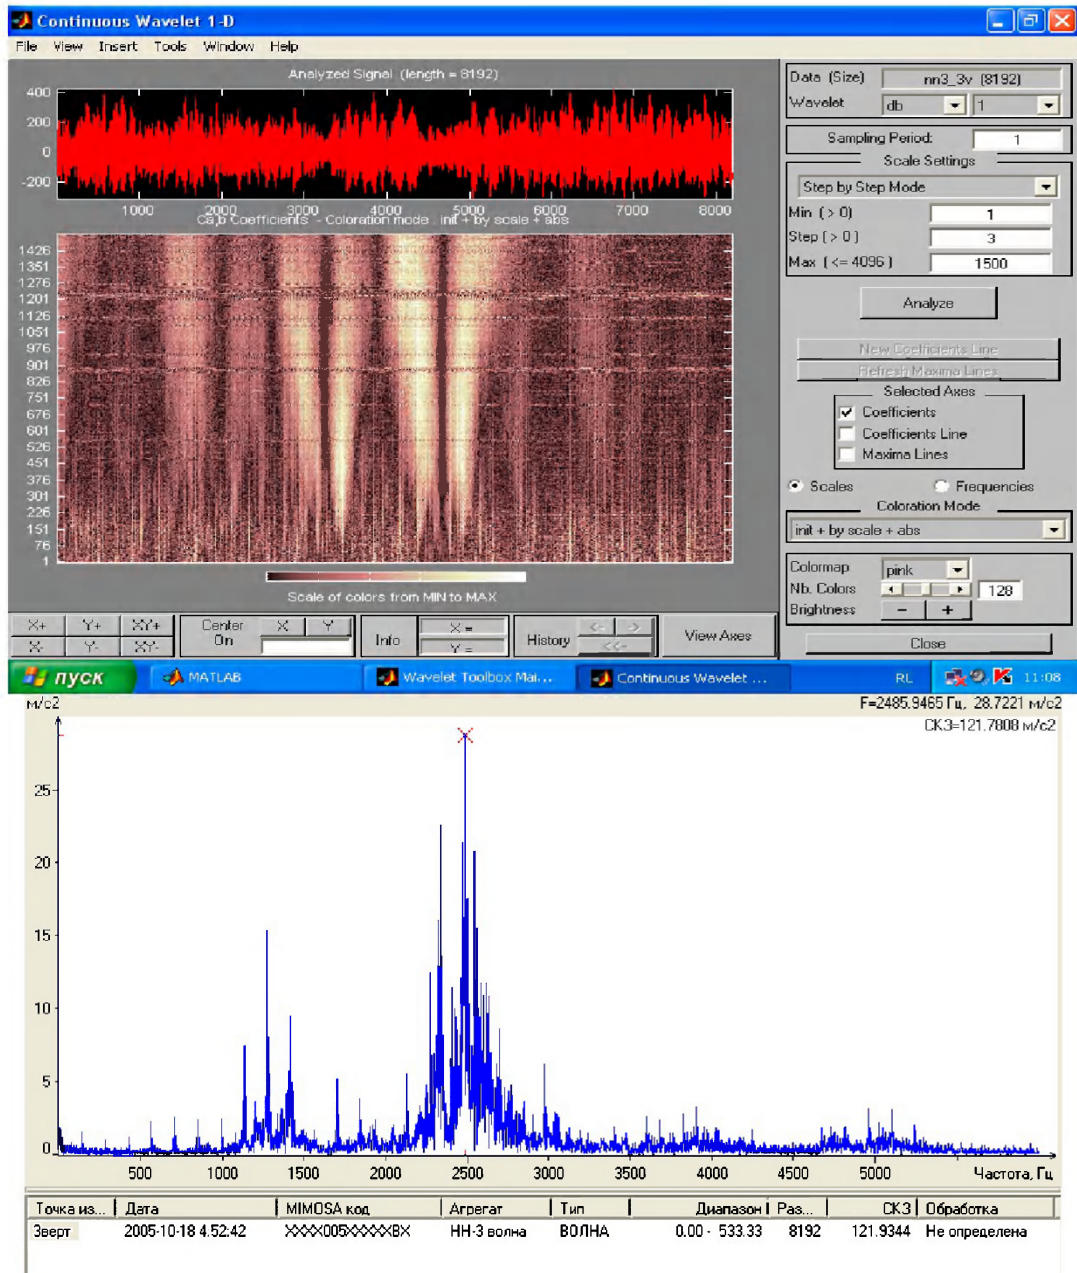 Continuous Wavelet 1-D
File View Insert Tools Window Help
Analyzed Signal (length = 8192)
400
200
0
-200
1000 2000 3000 4000 5000 6000 7000 8000
Ca,b Coefficients - Coloration mode : init + by scale + abs
1426
1351
1276
1201
1126
1051
976
901
826
751
676
601
526
451
376
301
226
151
76
1
Scale of colors from MIN to MAX
Data (Size) nn3_3v (8192)
Wavelet db 1
Sampling Period: 1
Scale Settings
Step by Step Mode
Min ( > 0) 1
Step ( > 0 ) 3
Max ( <= 4096 ) 1500
Analyze
New Coefficients Line
Refresh Maxima Lines
Selected Axes
Coefficients
Coefficients Line
Maxima Lines
Scales Frequencies
Coloration Mode
init + by scale + abs
Colormap pink
Nb. Colors 128
Brightness - +
Close
X+ Y+ XY+
X- Y- XY-
Center On X Y
Info X = Y =
History <- -> <<-
View Axes
пуск MATLAB Wavelet Toolbox Mai... Continuous Wavelet ... RL 11:08
м/с2 F=2485.9465 Гц, 28.7221 м/с2
СКЗ=121.7808 м/с2
25
20
15
10
5
0
500 1000 1500 2000 2500 3000 3500 4000 4500 5000 Частота, Гц
Точка из... Дата MIMOSA код Агрегат Тип Диапазон Раз... СКЗ Обработка
3верт 2005-10-18 4:52:42 XXXX005XXXXXBX НН-3 волна ВОЛНА 0.00 - 533.33 8192 121.9344 Не определена